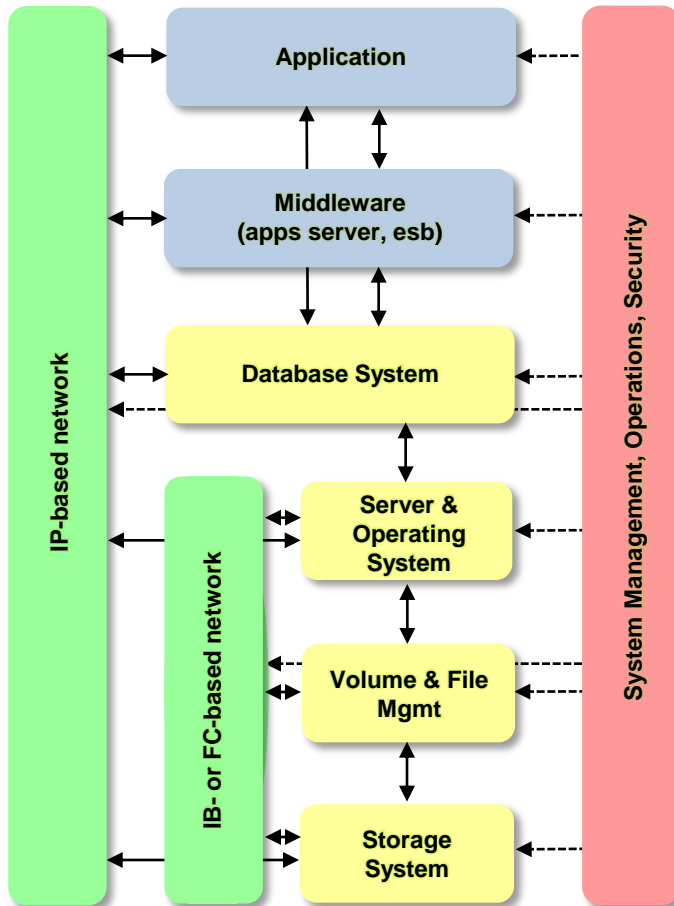 Application
Middleware
(apps server, esb)
Database System
Server &
Operating
System
Volume & File
Mgmt
Storage
System
IP-based network
IB- or FC-based network
System Management, Operations, Security